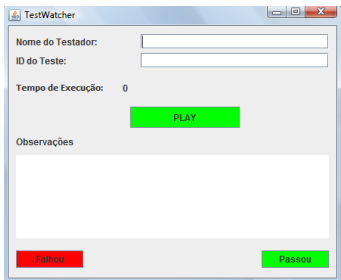 TestWatcher
Nome do Testador:
ID do Teste:
Tempo de Execução: 0
PLAY
Observações
Falhou Passou